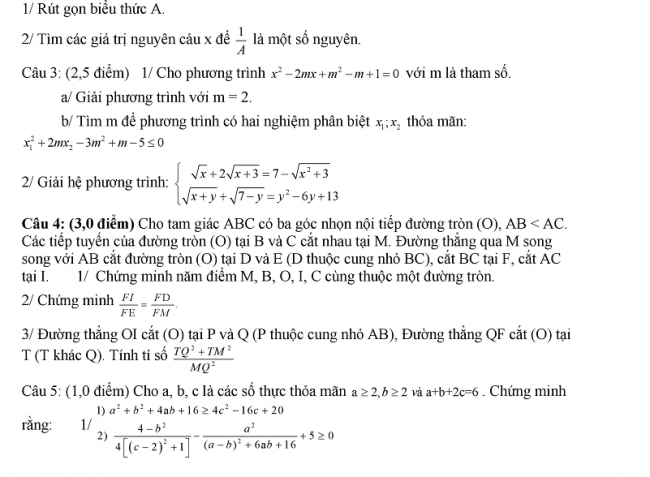 1/ Rút gọn biểu thức A.
2/ Tìm các giá trị nguyên câu x để 1/A là một số nguyên.
Câu 3: (2,5 điểm) 1/ Cho phương trình x² – 2mx + m² – m + 1 = 0 với m là tham số.
a/ Giải phương trình với m = 2.
b/ Tìm m để phương trình có hai nghiệm phân biệt x₁; x₂ thỏa mãn:
x₁² + 2mx₂ – 3m² + m – 5 ≤ 0
2/ Giải hệ phương trình: { √x + 2√(x+3) = 7 – √(x²+3)
√(x+y) + √(7–y) = y² – 6y + 13
Câu 4: (3,0 điểm) Cho tam giác ABC có ba góc nhọn nội tiếp đường tròn (O), AB < AC.
Các tiếp tuyến của đường tròn (O) tại B và C cắt nhau tại M. Đường thẳng qua M song
song với AB cắt đường tròn (O) tại D và E (D thuộc cung nhỏ BC), cắt BC tại F, cắt AC
tại I. 1/ Chứng minh năm điểm M, B, O, I, C cùng thuộc một đường tròn.
2/ Chứng minh FI/FE = FD/FM.
3/ Đường thẳng OI cắt (O) tại P và Q (P thuộc cung nhỏ AB), Đường thẳng QF cắt (O) tại
T (T khác Q). Tính tỉ số (TQ² + TM²)/MQ²
Câu 5: (1,0 điểm) Cho a, b, c là các số thực thỏa mãn a ≥ 2, b ≥ 2 và a+b+2c=6 . Chứng minh
rằng: 1/ 1) a² + b² + 4ab + 16 ≥ 4c² – 16c + 20
2) (4 – b²)/(4[(c – 2)² + 1]) – a²/((a – b)² + 6ab + 16) + 5 ≥ 0